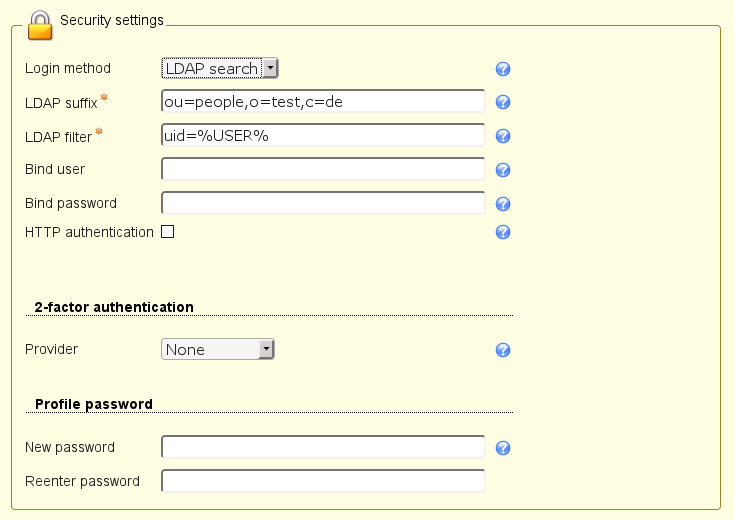 Security settings
Login method LDAP search
LDAP suffix * ou=people,o=test,c=de
LDAP filter * uid=%USER%
Bind user
Bind password
HTTP authentication
2-factor authentication
Provider None
Profile password
New password
Reenter password